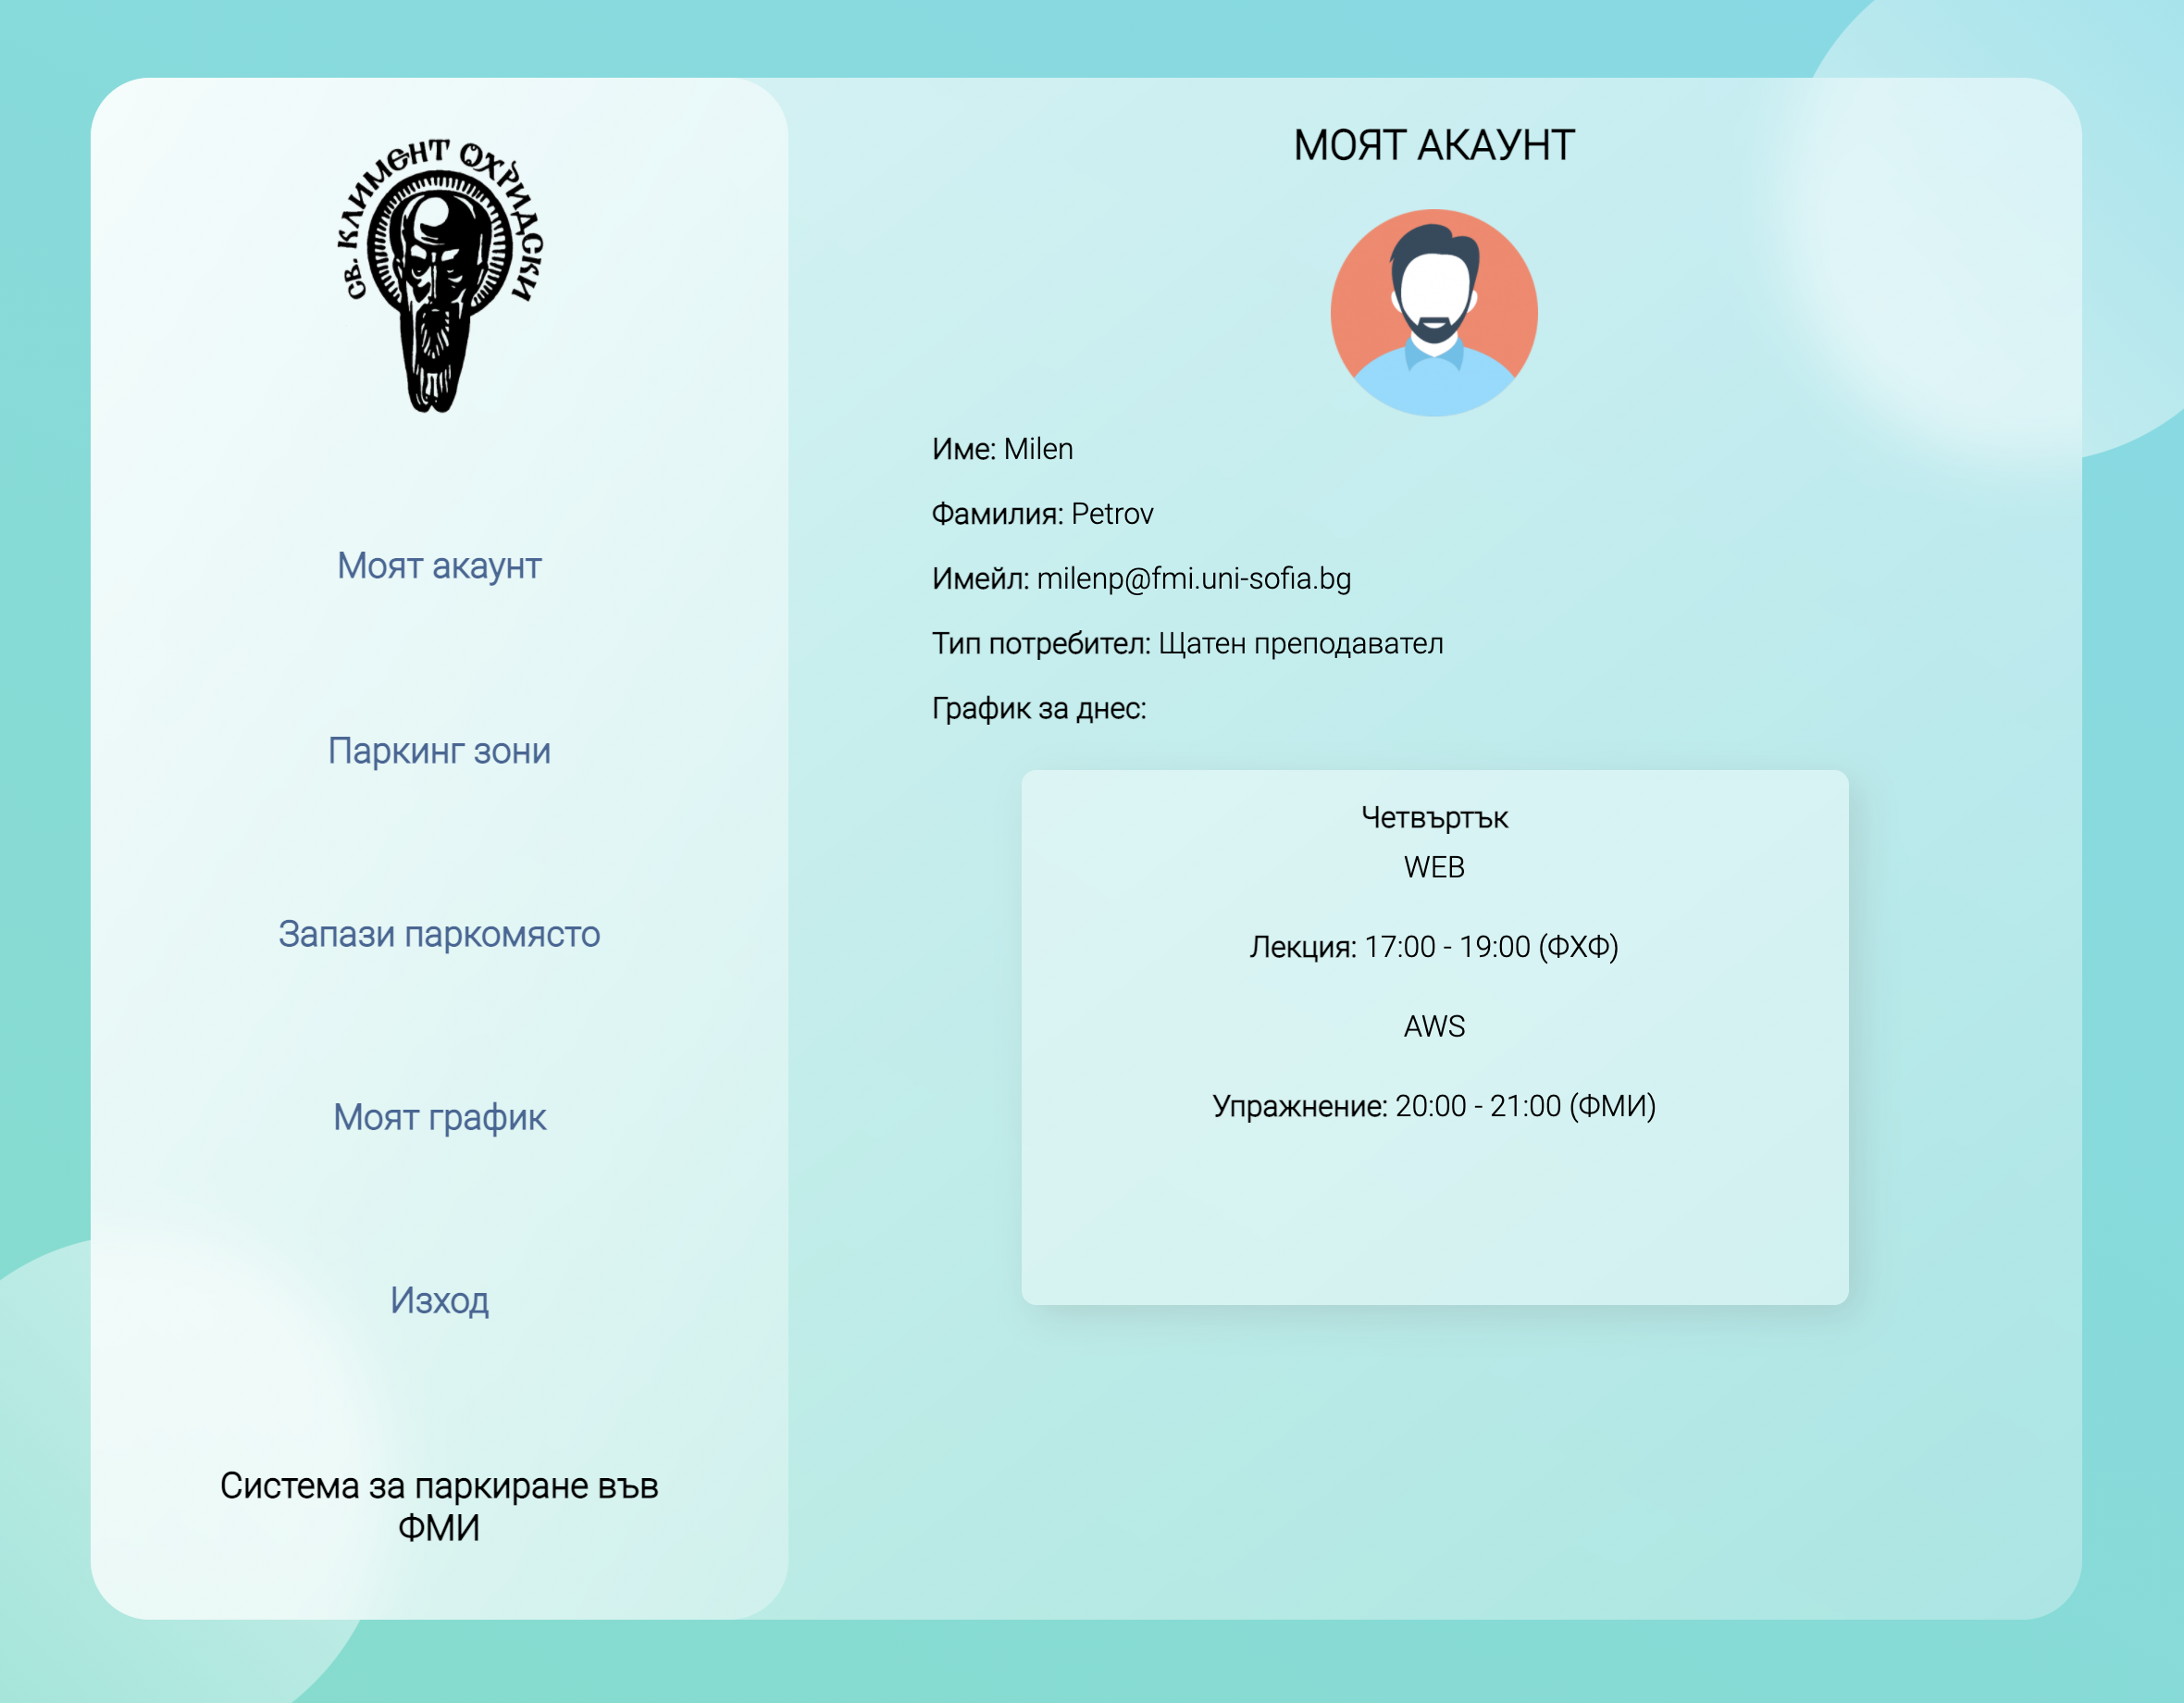 СВ. КЛИМЕНТ ОХРИДСКИ
Моят акаунт
Паркинг зони
Запази паркомясто
Моят график
Изход
Система за паркиране във
ФМИ
МОЯТ АКАУНТ
Име: Milen
Фамилия: Petrov
Имейл: milenp@fmi.uni-sofia.bg
Тип потребител: Щатен преподавател
График за днес:
Четвъртък
WEB
Лекция: 17:00 - 19:00 (ФХФ)
AWS
Упражнение: 20:00 - 21:00 (ФМИ)